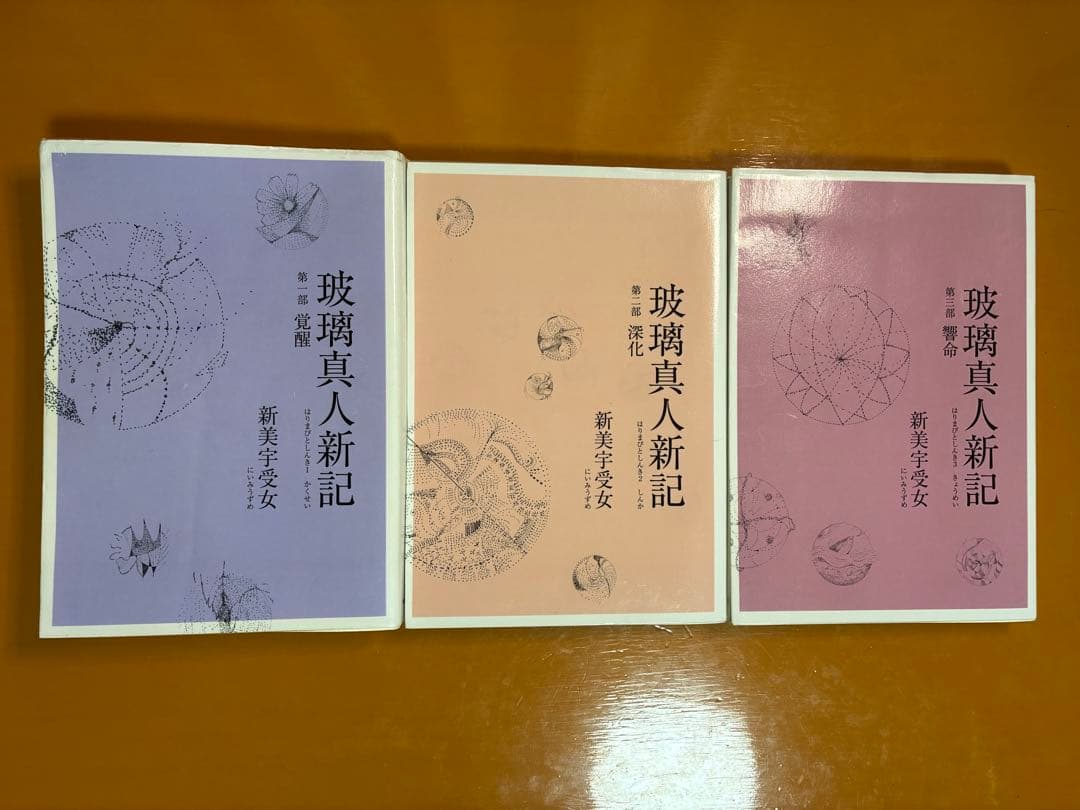 玻璃真人新記
はりまびとしんき1 かくせい
第一部 覚醒
新美宇受女
にいみうずめ
玻璃真人新記
はりまびとしんき2 しんか
第二部 深化
新美宇受女
にいみうずめ
玻璃真人新記
はりまびとしんき3 きょうめい
第三部 響命
新美宇受女
にいみうずめ